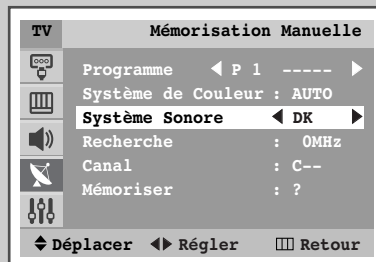 TV Mémorisation Manuelle
Programme ◀ P 1 ----- ▶
Système de Couleur : AUTO
Système Sonore ◀ DK ▶
Recherche : 0MHz
Canal : C--
Mémoriser : ?
Déplacer Régler Retour